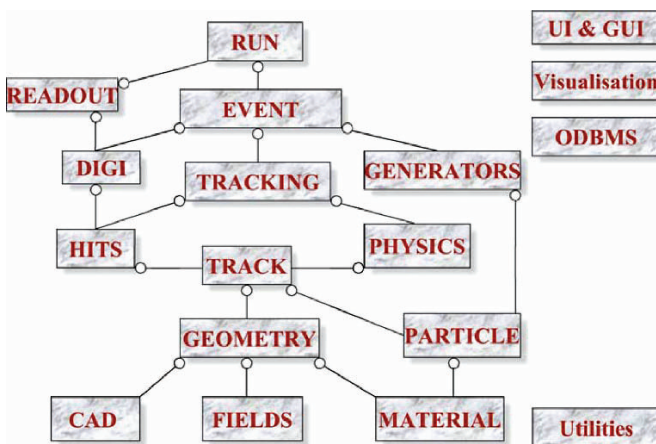 RUN
UI & GUI
READOUT
EVENT
Visualisation
DIGI
TRACKING
GENERATORS
ODBMS
HITS
TRACK
PHYSICS
GEOMETRY
PARTICLE
CAD
FIELDS
MATERIAL
Utilities